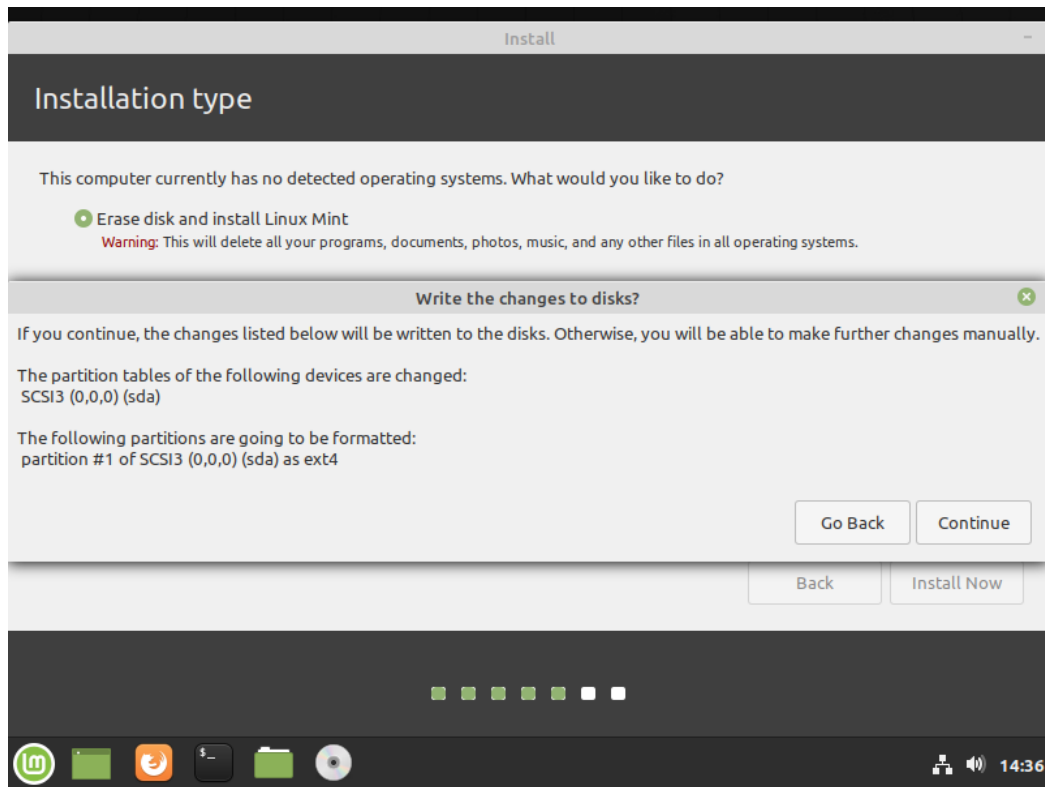 Install
Installation type
This computer currently has no detected operating systems. What would you like to do?
Erase disk and install Linux Mint
Warning: This will delete all your programs, documents, photos, music, and any other files in all operating systems.
Write the changes to disks?
If you continue, the changes listed below will be written to the disks. Otherwise, you will be able to make further changes manually.
The partition tables of the following devices are changed:
SCSI3 (0,0,0) (sda)
The following partitions are going to be formatted:
partition #1 of SCSI3 (0,0,0) (sda) as ext4
Go Back Continue
Back Install Now
$_
14:36